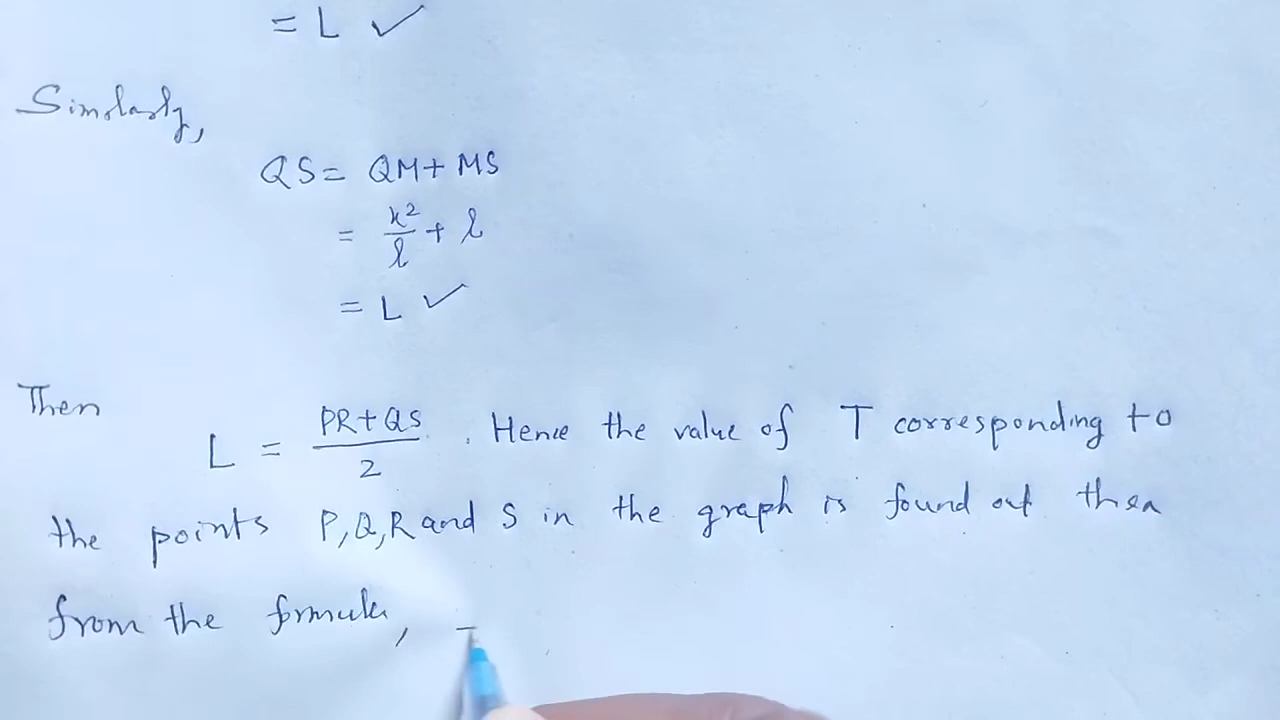 = L ✓
Similarly,
QS = QM + MS
= k²/l + l
= L ✓
Then
L = (PR+QS)/2 . Hence the value of T corresponding to
the points P, Q, R and S in the graph is found out then
from the formula,